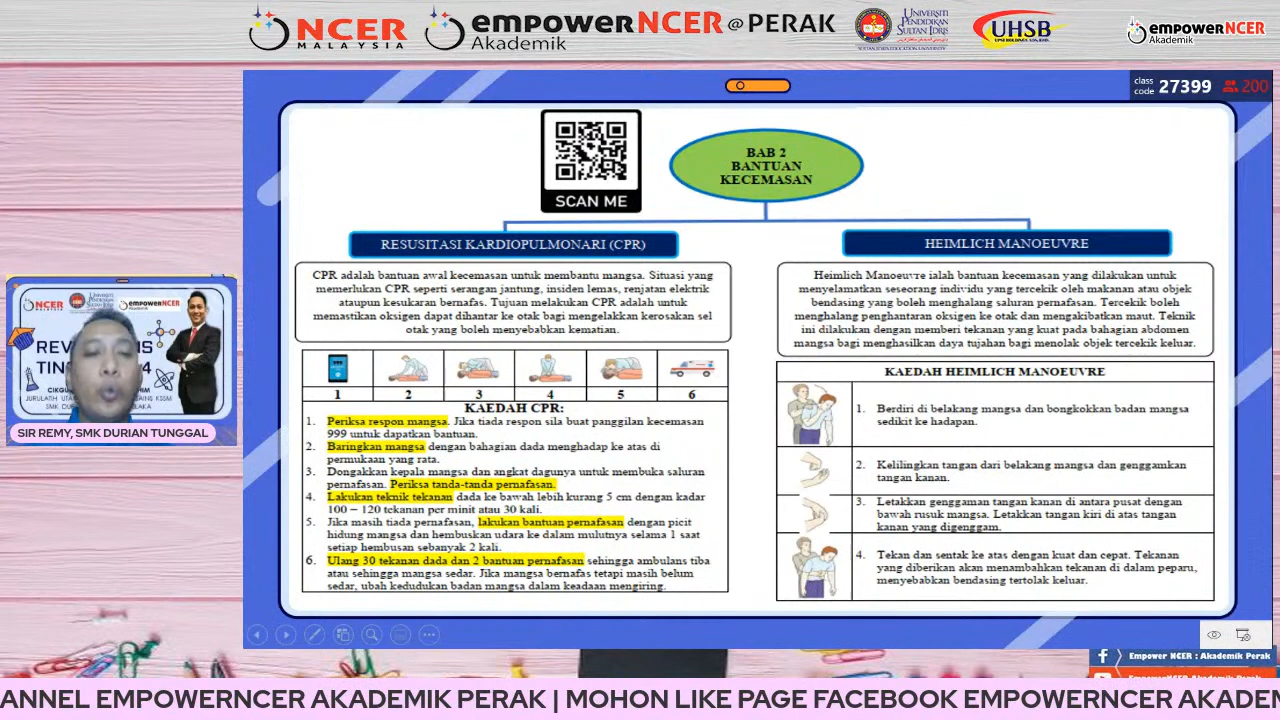 NCER
MALAYSIA
empowerNCER@PERAK
Akademik
UNIVERSITI
PENDIDIKAN
SULTAN IDRIS
SULTAN IDRIS EDUCATION UNIVERSITY
UHSB
empowerNCER
Akademik
class code 27399 200
SCAN ME
BAB 2
BANTUAN
KECEMASAN
RESUSITASI KARDIOPULMONARI (CPR)
CPR adalah bantuan awal kecemasan untuk membantu mangsa. Situasi yang
memerlukan CPR seperti serangan jantung, insiden lemas, renjatan elektrik
ataupun kesukaran bernafas. Tujuan melakukan CPR adalah untuk
memastikan oksigen dapat dihantar ke otak bagi mengelakkan kerosakan sel
otak yang boleh menyebabkan kematian.
1 2 3 4 5 6
KAEDAH CPR:
1. Periksa respon mangsa. Jika tiada respon sila buat panggilan kecemasan
999 untuk dapatkan bantuan.
2. Baringkan mangsa dengan bahagian dada menghadap ke atas di
permukaan yang rata.
3. Dongakkan kepala mangsa dan angkat dagunya untuk membuka saluran
pernafasan. Periksa tanda-tanda pernafasan.
4. Lakukan teknik tekanan dada ke bawah lebih kurang 5 cm dengan kadar
100 – 120 tekanan per minit atau 30 kali.
5. Jika masih tiada pernafasan, lakukan bantuan pernafasan dengan picit
hidung mangsa dan hembuskan udara ke dalam mulutnya selama 1 saat
setiap hembusan sebanyak 2 kali.
6. Ulang 30 tekanan dada dan 2 bantuan pernafasan sehingga ambulans tiba
atau sehingga mangsa sedar. Jika mangsa bernafas tetapi masih belum
sedar, ubah kedudukan badan mangsa dalam keadaan mengiring.
HEIMLICH MANOEUVRE
Heimlich Manoeuvre ialah bantuan kecemasan yang dilakukan untuk
menyelamatkan seseorang individu yang tercekik oleh makanan atau objek
bendasing yang boleh menghalang saluran pernafasan. Tercekik boleh
menghalang penghantaran oksigen ke otak dan mengakibatkan maut. Teknik
ini dilakukan dengan memberi tekanan yang kuat pada bahagian abdomen
mangsa bagi menghasilkan daya tujahan bagi menolak objek tercekik keluar.
KAEDAH HEIMLICH MANOEUVRE
1. Berdiri di belakang mangsa dan bongkokkan badan mangsa
sedikit ke hadapan.
2. Kelilingkan tangan dari belakang mangsa dan genggamkan
tangan kanan.
3. Letakkan genggaman tangan kanan di antara pusat dengan
bawah rusuk mangsa. Letakkan tangan kiri di atas tangan
kanan yang digenggam.
4. Tekan dan sentak ke atas dengan kuat dan cepat. Tekanan
yang diberikan akan menambahkan tekanan di dalam peparu,
menyebabkan bendasing tertolak keluar.
NCER
empowerNCER
SIR REMY, SMK DURIAN TUNGGAL
Empower NCER : Akademik Perak
ANNEL EMPOWERNCER AKADEMIK PERAK | MOHON LIKE PAGE FACEBOOK EMPOWERNCER AKADEM